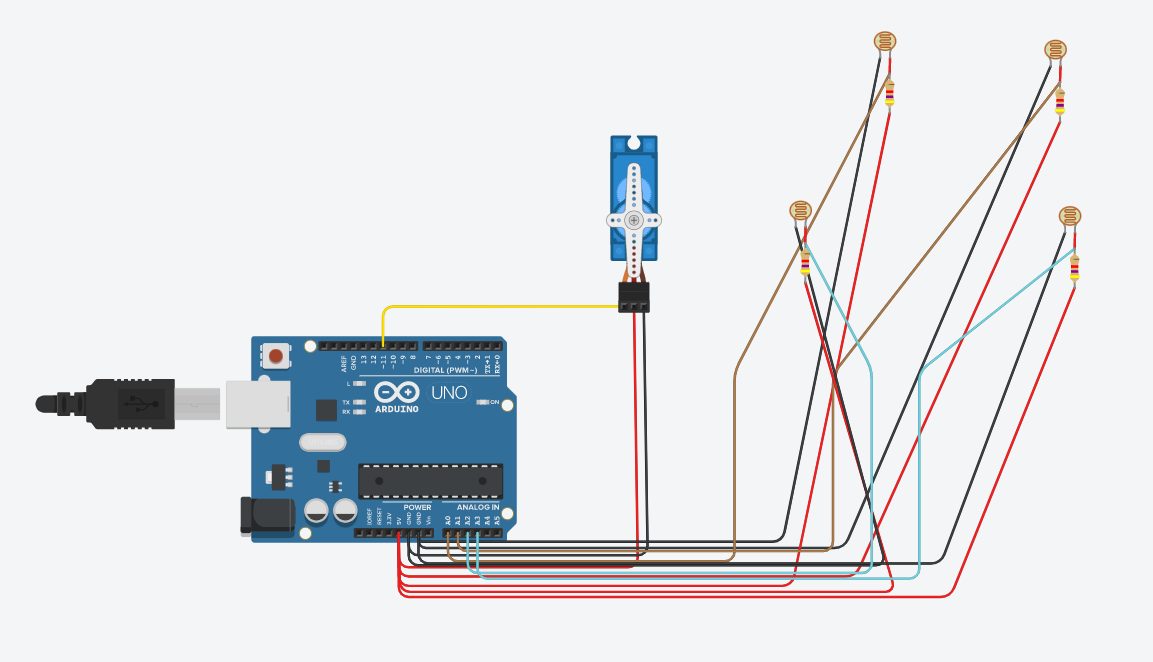 AREF
GND
13
12
~11
~10
~9
8
7
~6
~5
4
~3
2
TX→1
RX←0
DIGITAL (PWM~)
L
TX
RX
ARDUINO
UNO
ON
POWER
ANALOG IN
IOREF
RESET
3.3V
5V
GND
GND
Vin
A0
A1
A2
A3
A4
A5